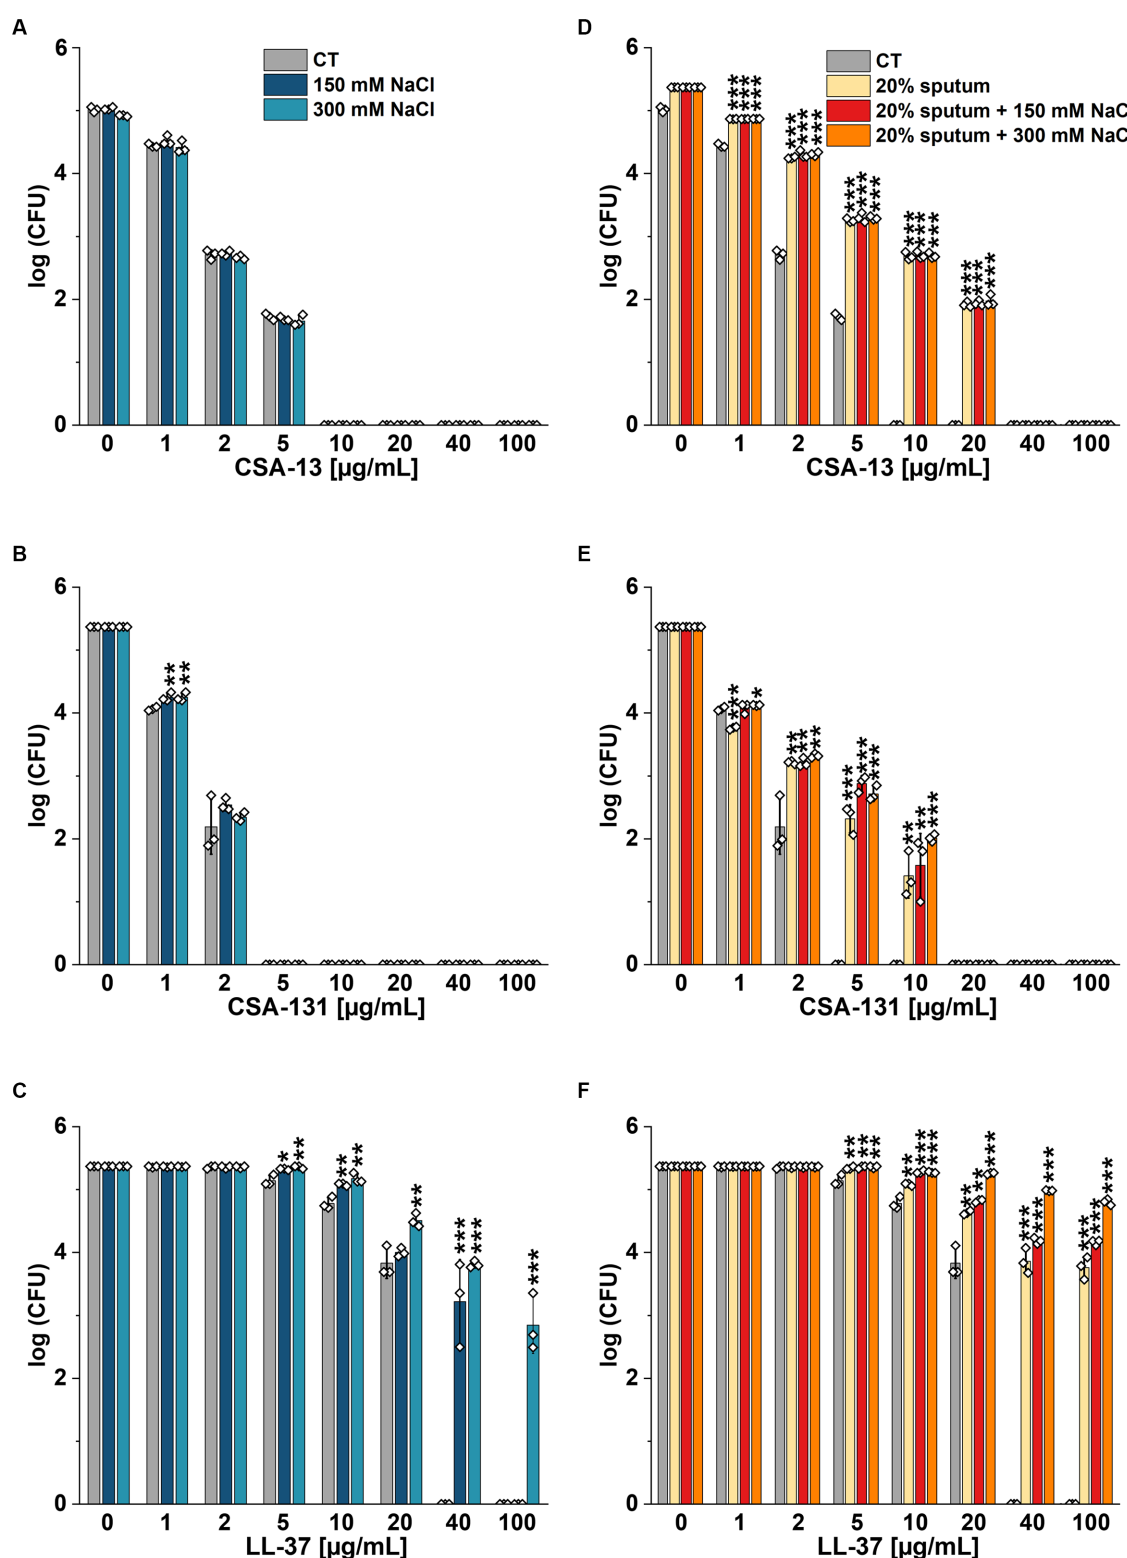 A
6
4
2
0
log (CFU)
CT
150 mM NaCl
300 mM NaCl
0 1 2 5 10 20 40 100
CSA-13 [µg/mL]
D
6
4
2
0
log (CFU)
CT
20% sputum
20% sputum + 150 mM NaC
20% sputum + 300 mM NaC
*** *** ***
*** *** ***
*** *** ***
*** *** ***
*** *** ***
0 1 2 5 10 20 40 100
CSA-13 [µg/mL]
B
6
4
2
0
log (CFU)
** **
0 1 2 5 10 20 40 100
CSA-131 [µg/mL]
E
6
4
2
0
log (CFU)
*** *
** ** **
*** *** ***
** ** ***
0 1 2 5 10 20 40 100
CSA-131 [µg/mL]
C
6
4
2
0
log (CFU)
* **
** **
**
*** ***
***
0 1 2 5 10 20 40 100
LL-37 [µg/mL]
F
6
4
2
0
log (CFU)
** ** **
** *** ***
** ** ***
*** *** ***
*** *** ***
0 1 2 5 10 20 40 100
LL-37 [µg/mL]